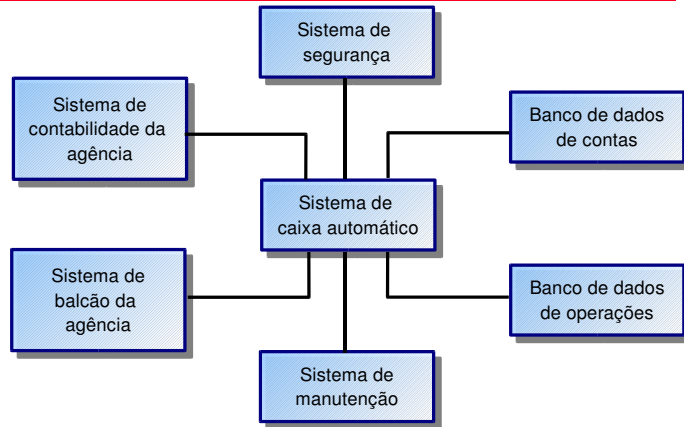 Sistema de
segurança
Sistema de
contabilidade da
agência
Banco de dados
de contas
Sistema de
caixa automático
Sistema de
balcão da
agência
Banco de dados
de operações
Sistema de
manutenção